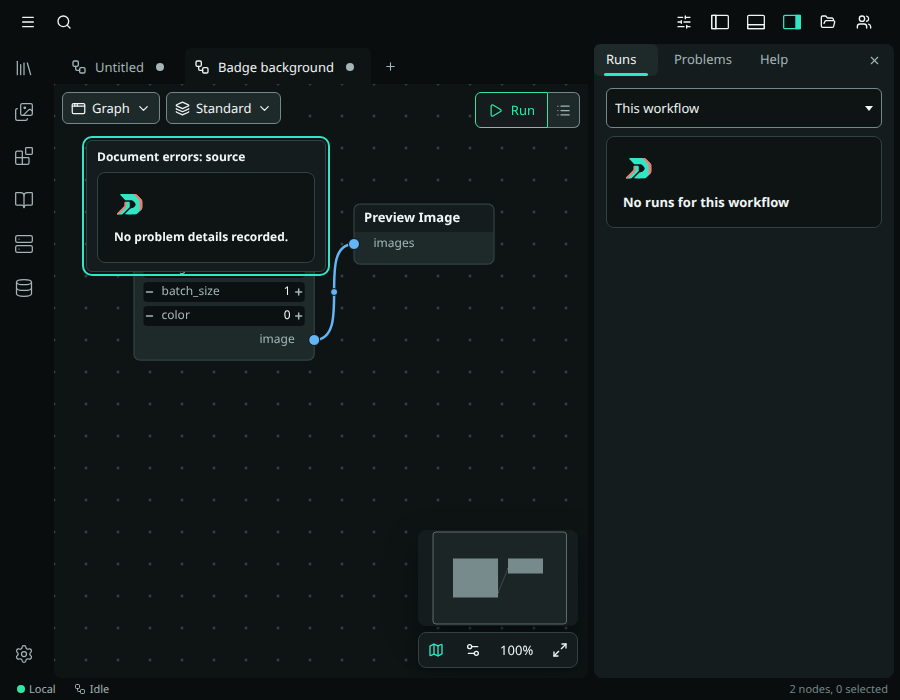 Untitled
Badge background
Runs
Problems
Help
Graph
Standard
Run
This workflow
Document errors: source
No problem details recorded.
No runs for this workflow
Preview Image
images
batch_size
1
color
0
image
100%
Local
Idle
2 nodes, 0 selected